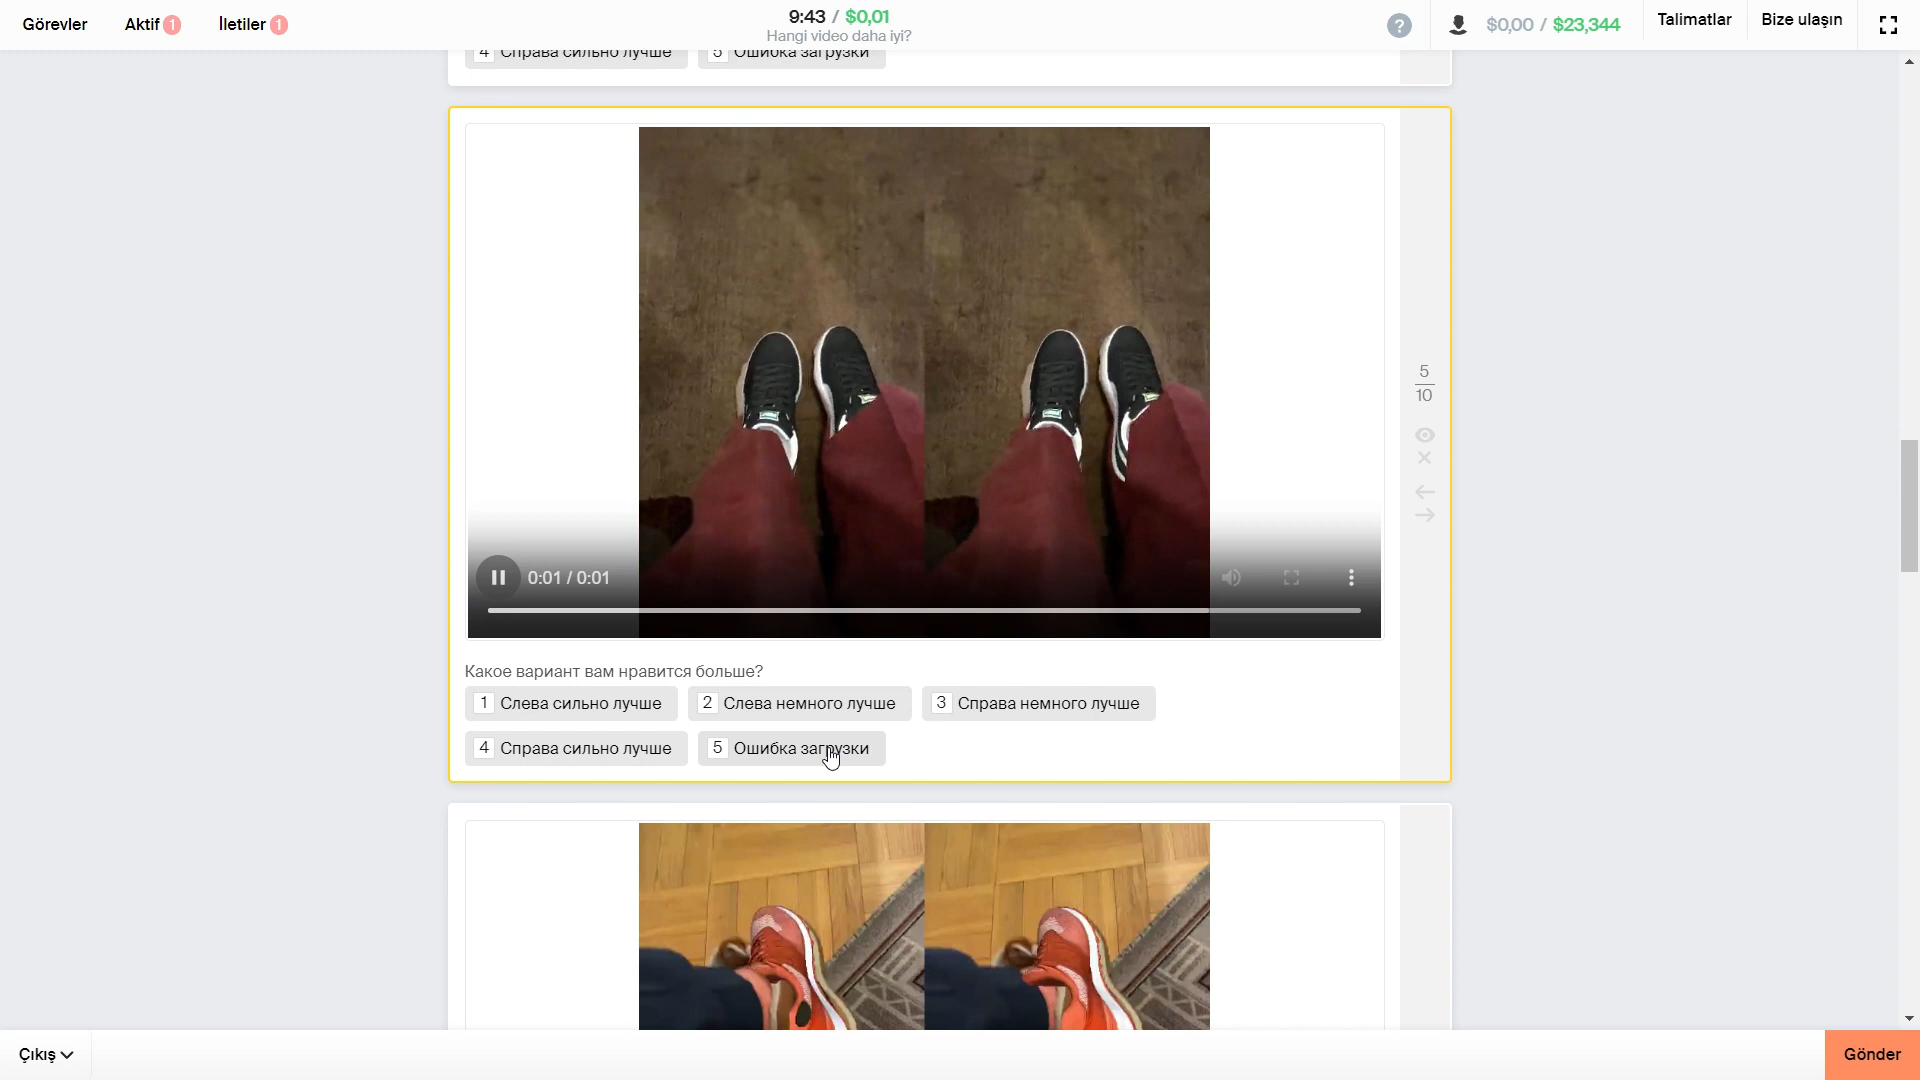 Görevler Aktif 1 İletiler 1 9:43 / $0,01 ? $0,00 / $23,344 Talimatlar Bize ulaşın
Hangi video daha iyi?
4 Справа сильно лучше 5 Ошибка загрузки
5
10
0:01 / 0:01
Какое вариант вам нравится больше?
1 Слева сильно лучше 2 Слева немного лучше 3 Справа немного лучше
4 Справа сильно лучше 5 Ошибка загрузки
Çıkış Gönder